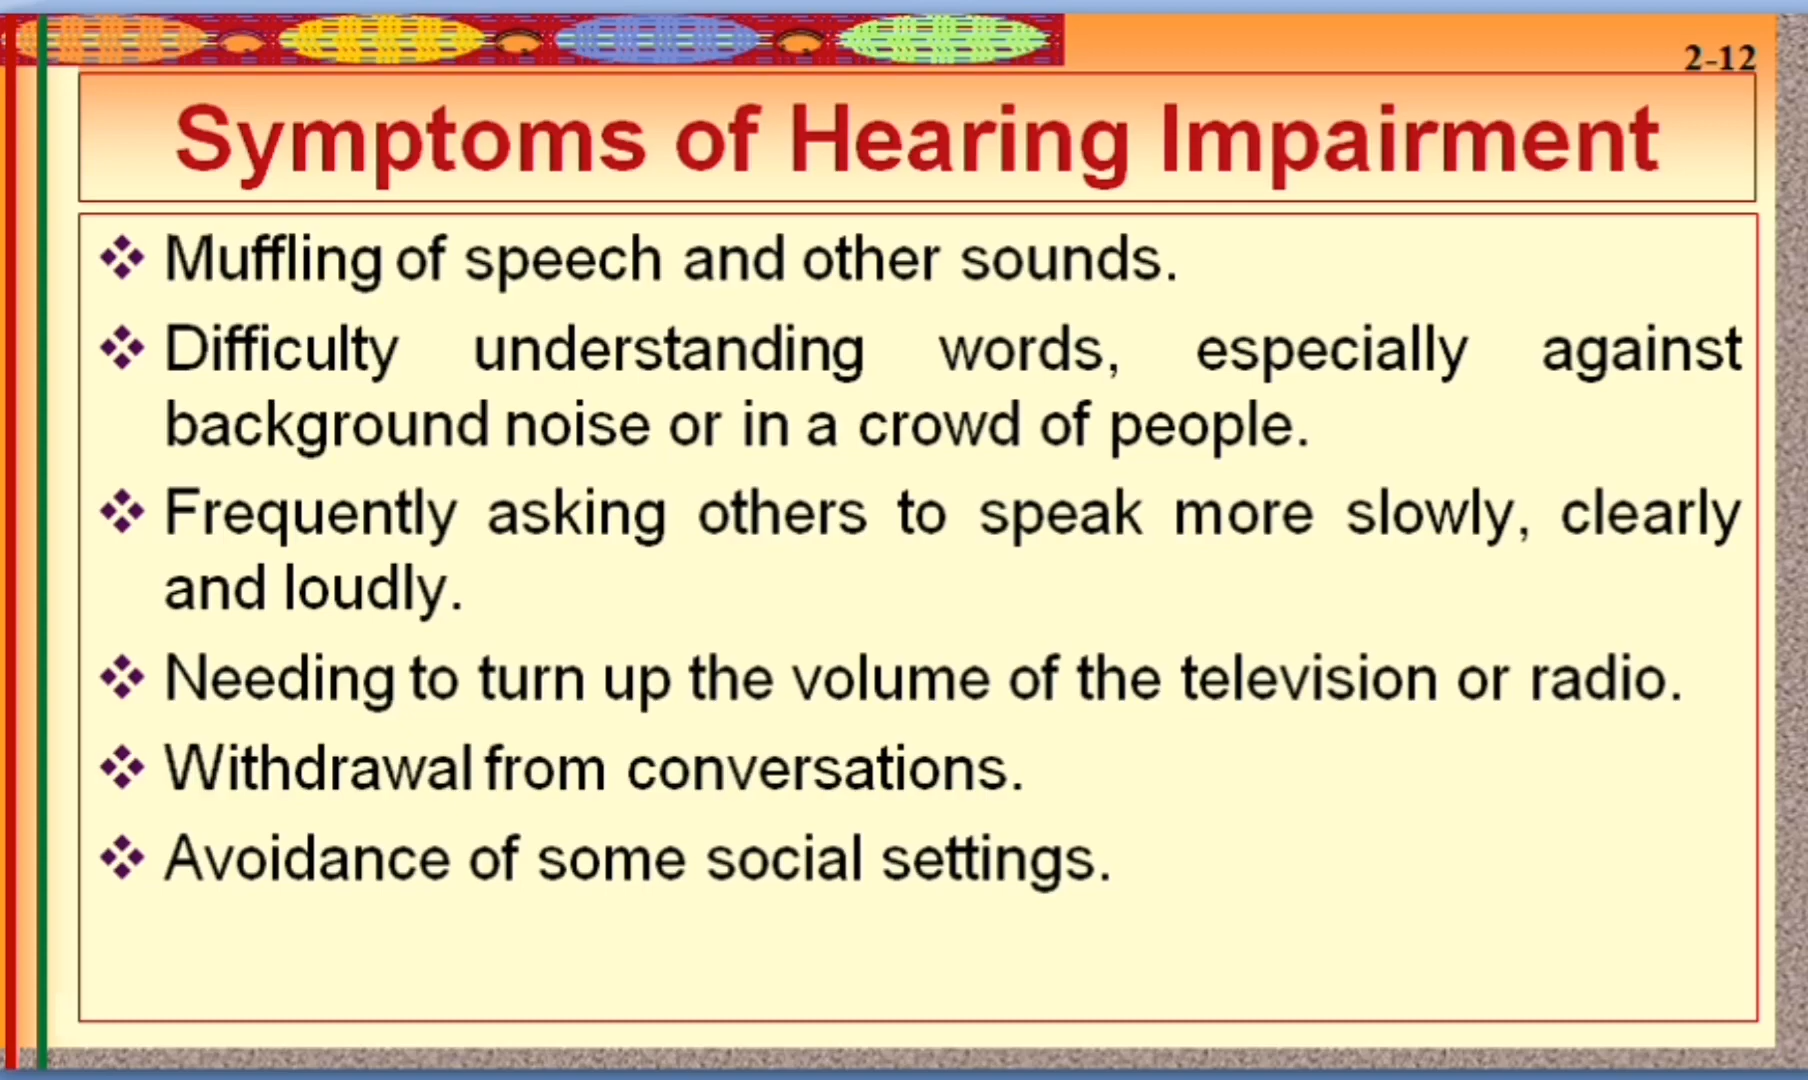 2-12
Symptoms of Hearing Impairment
❖ Muffling of speech and other sounds.
❖ Difficulty understanding words, especially against
background noise or in a crowd of people.
❖ Frequently asking others to speak more slowly, clearly
and loudly.
❖ Needing to turn up the volume of the television or radio.
❖ Withdrawal from conversations.
❖ Avoidance of some social settings.